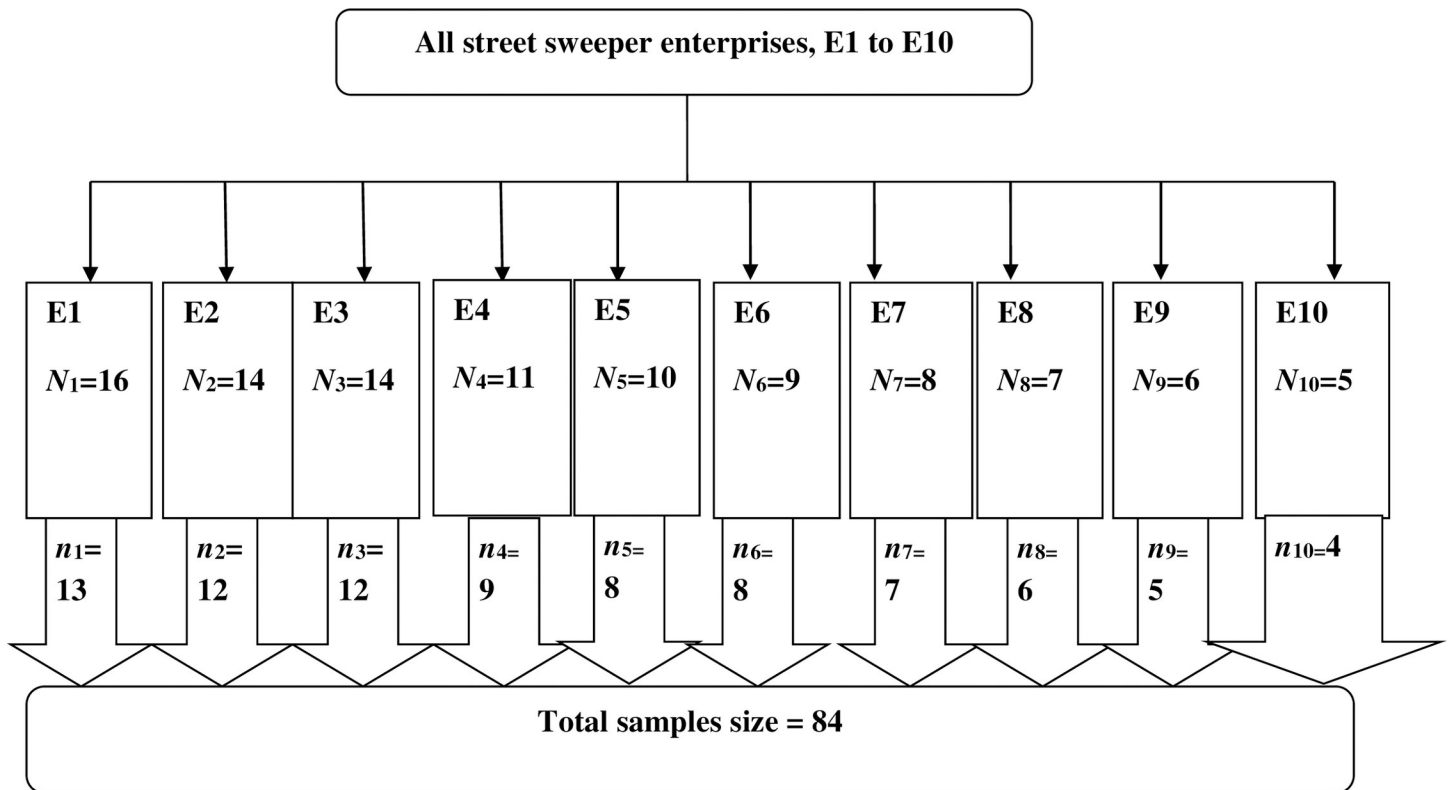 All street sweeper enterprises, E1 to E10
E1
N1=16
E2
N2=14
E3
N3=14
E4
N4=11
E5
N5=10
E6
N6=9
E7
N7=8
E8
N8=7
E9
N9=6
E10
N10=5
n1=
13
n2=
12
n3=
12
n4=
9
n5=
8
n6=
8
n7=
7
n8=
6
n9=
5
n10=4
Total samples size = 84